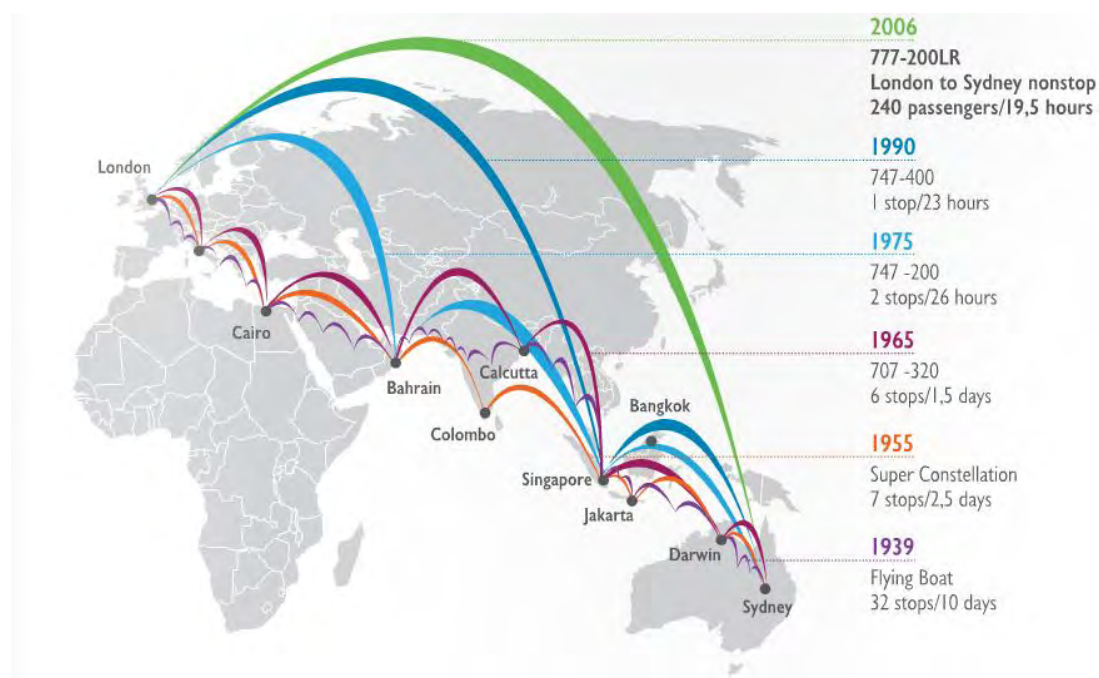 2006
777-200LR
London to Sydney nonstop
240 passengers/19,5 hours
1990
747-400
1 stop/23 hours
1975
747 -200
2 stops/26 hours
1965
707 -320
6 stops/1,5 days
1955
Super Constellation
7 stops/2,5 days
1939
Flying Boat
32 stops/10 days
London
Cairo
Bahrain
Calcutta
Colombo
Bangkok
Singapore
Jakarta
Darwin
Sydney